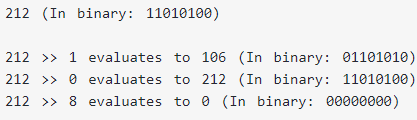 212 (In binary: 11010100)
212 >> 1 evaluates to 106 (In binary: 01101010)
212 >> 0 evaluates to 212 (In binary: 11010100)
212 >> 8 evaluates to 0 (In binary: 00000000)